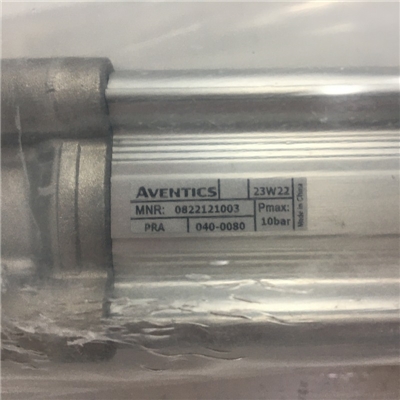 AVENTICS 23W22
MNR: 0822121003 Pmax:
PRA 040-0080 10bar
Made in China